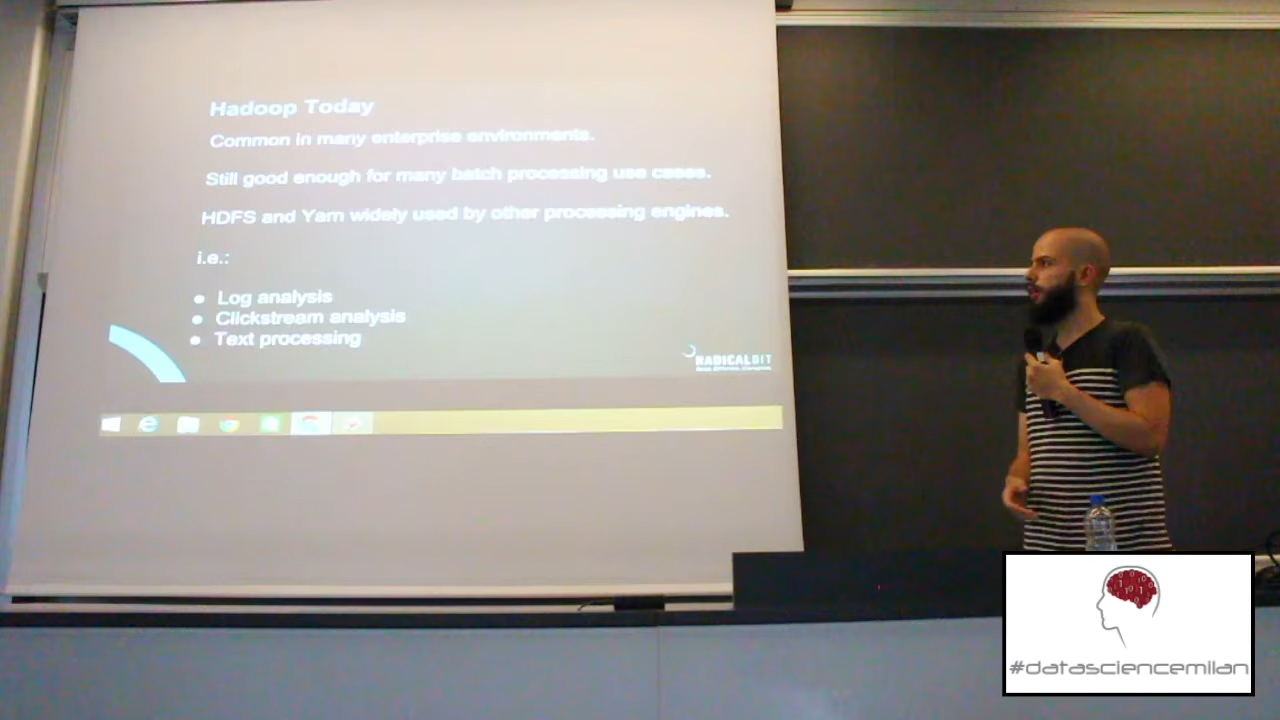 Hadoop Today
Common in many enterprise environments.
Still good enough for many batch processing use cases.
HDFS and Yarn widely used by other processing engines.
i.e.:
● Log analysis
● Clickstream analysis
● Text processing
RADICALBIT
#datasciencemilan